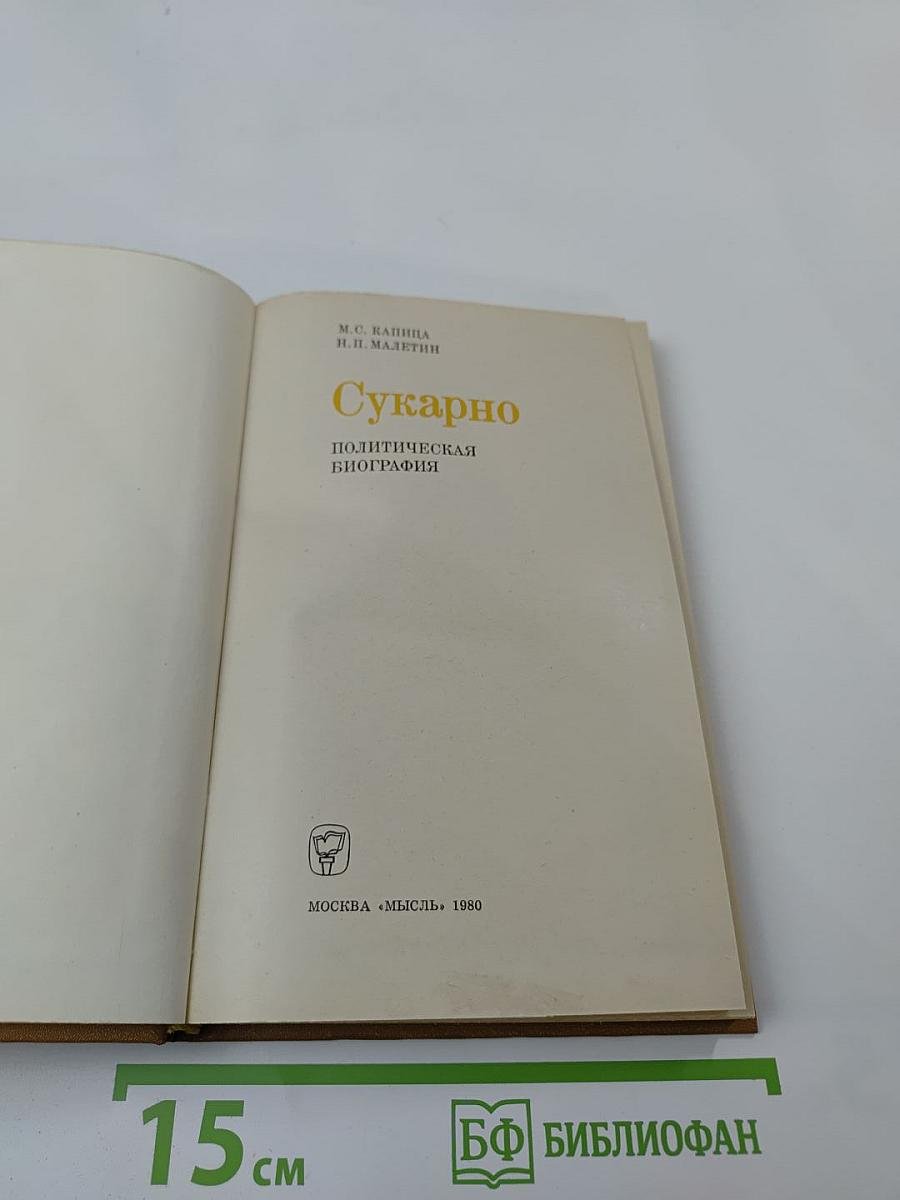 М. С. КАПИЦА
Н. П. МАЛЕТИН
Сукарно
ПОЛИТИЧЕСКАЯ
БИОГРАФИЯ
МОСКВА «МЫСЛЬ» 1980
15 см
БФ БИБЛИОФАН